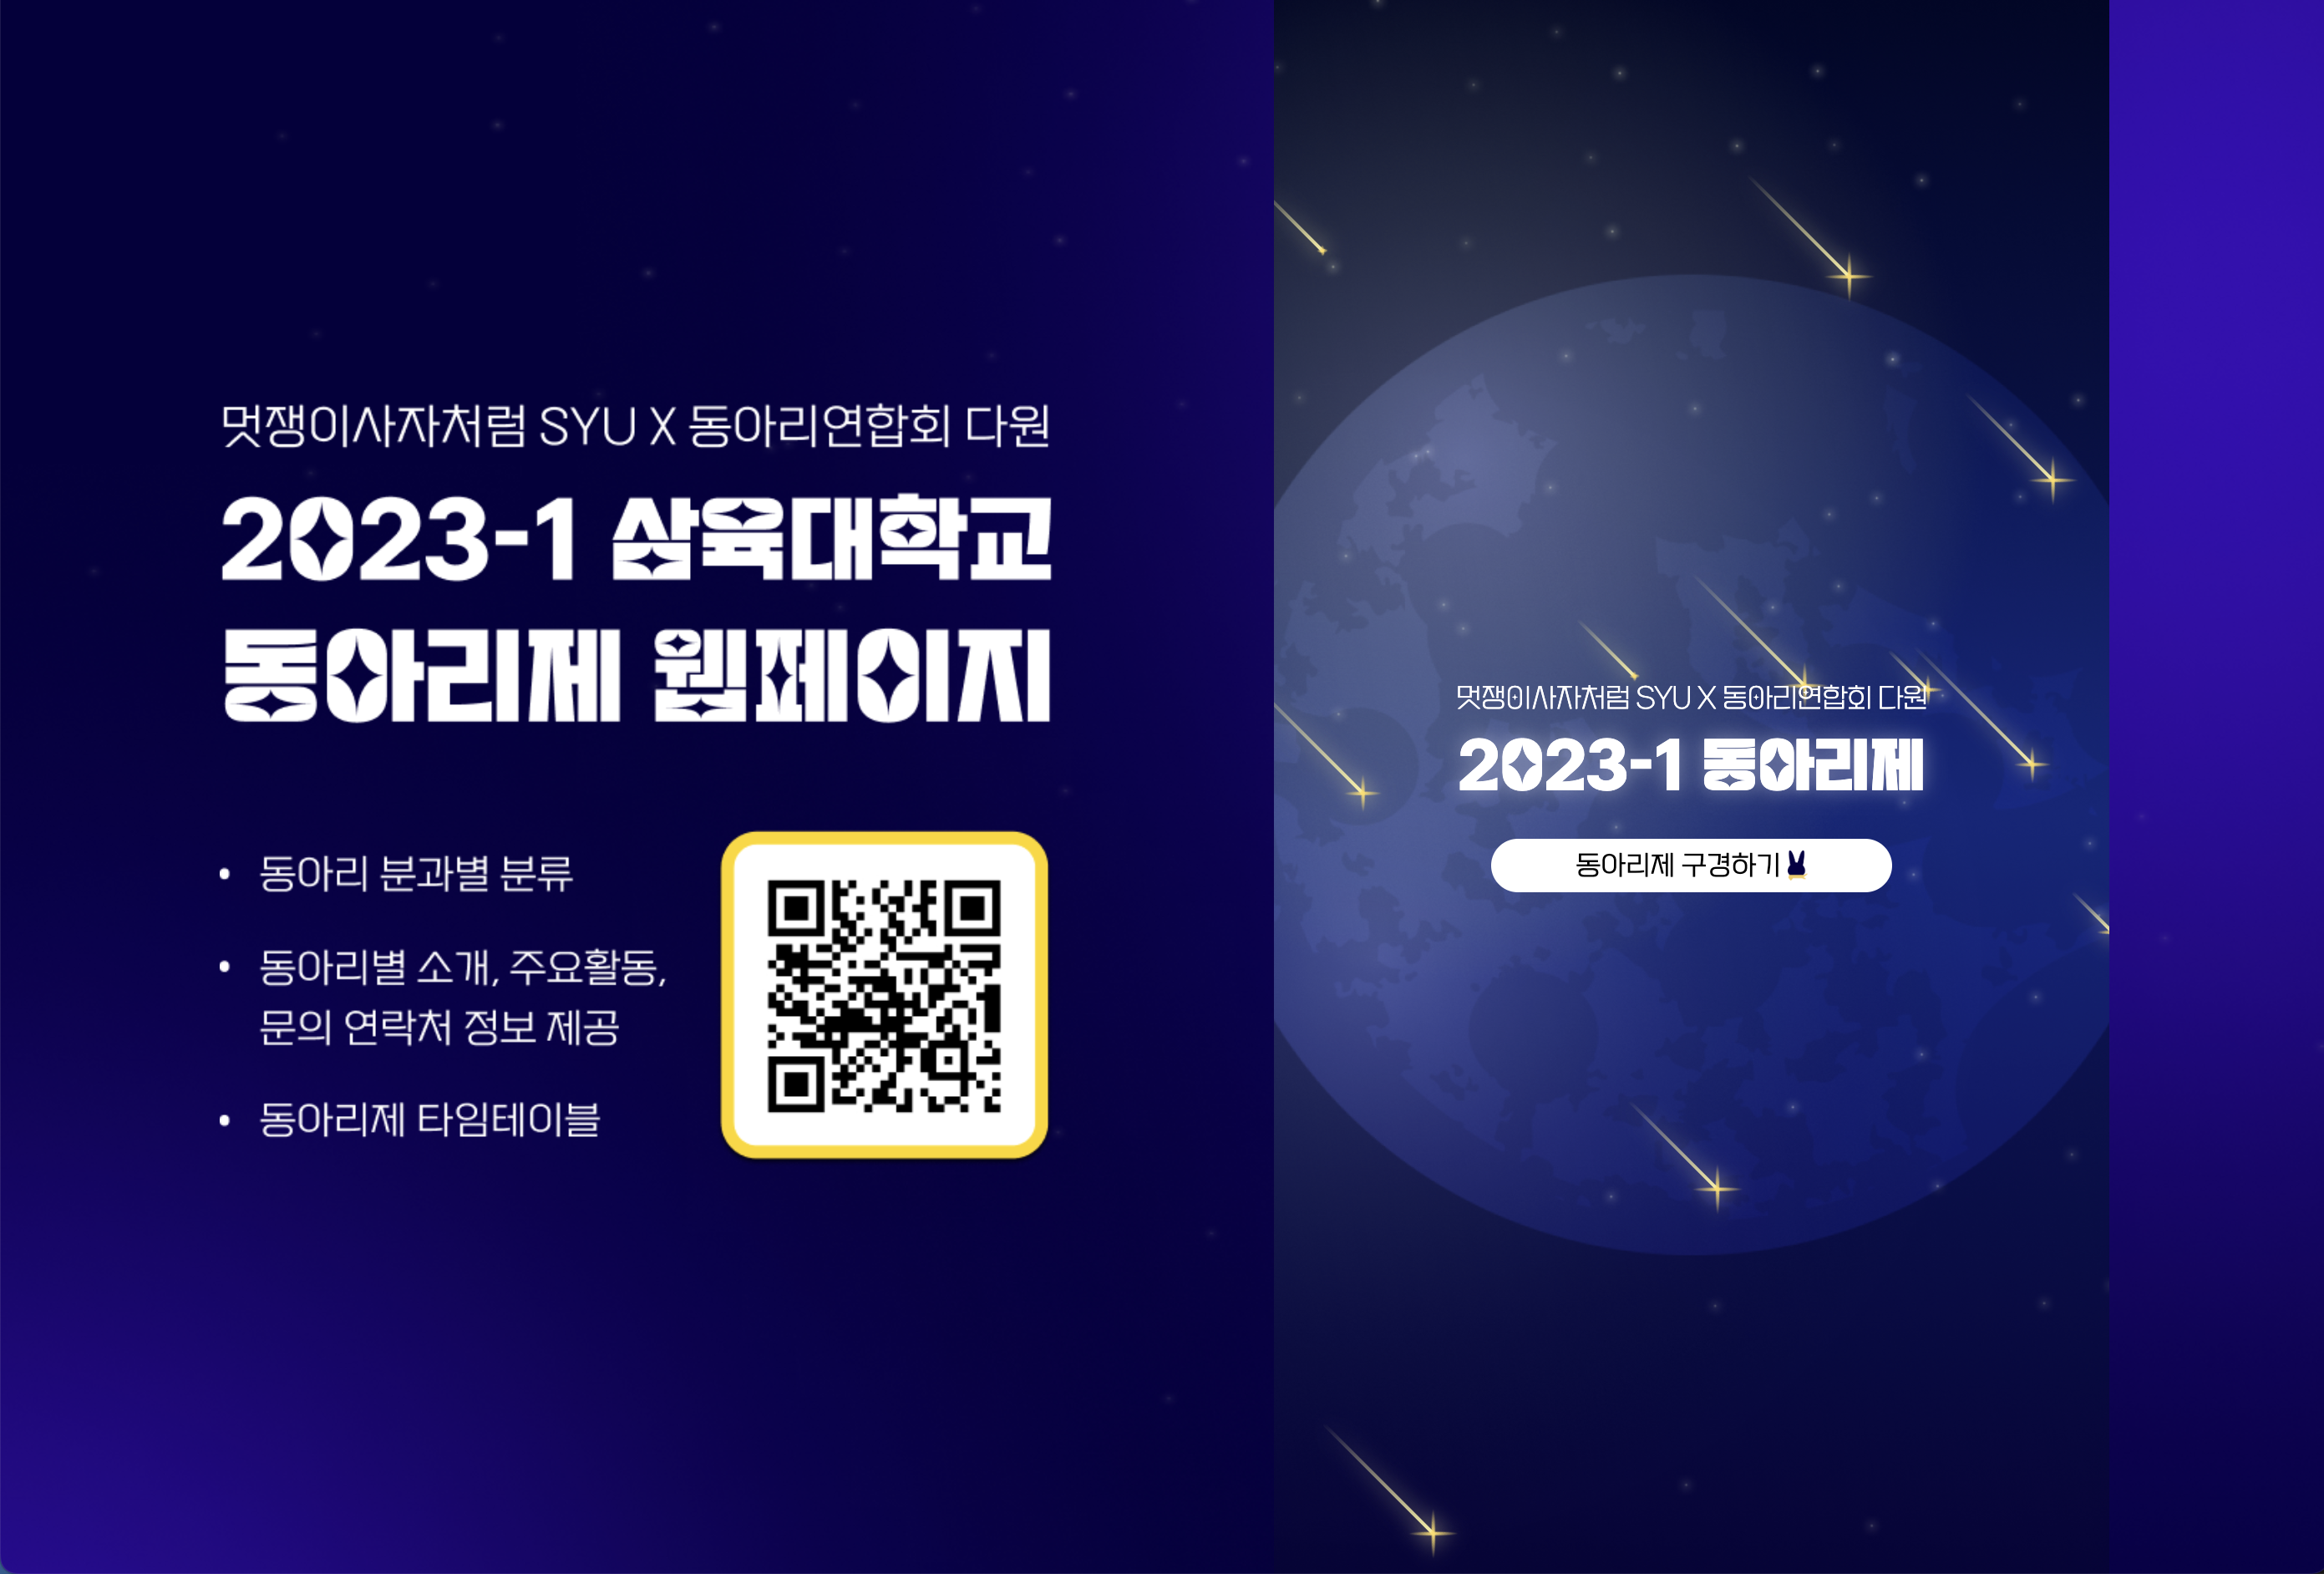 멋쟁이사자처럼 SYU X 동아리연합회 다원
2023-1 삼육대학교
동아리제 웹페이지
• 동아리 분과별 분류
• 동아리별 소개, 주요활동,
문의 연락처 정보 제공
• 동아리제 타임테이블
멋쟁이사자처럼 SYU X 동아리연합회 다원
2023-1 동아리제
동아리제 구경하기